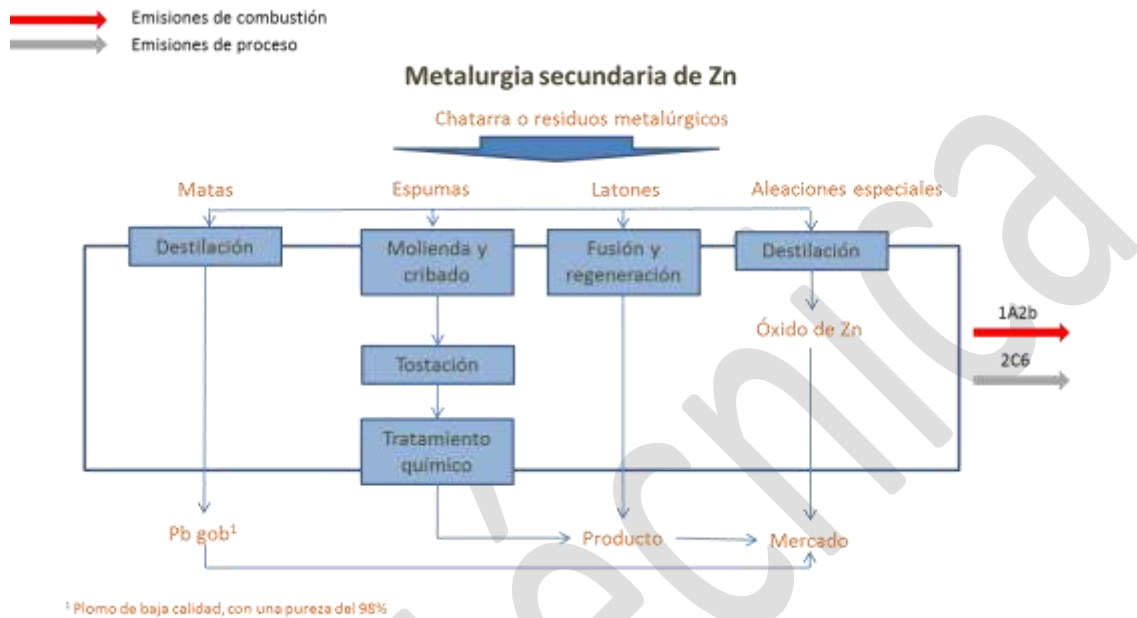 Emisiones de combustión
Emisiones de proceso
Metalurgia secundaria de Zn
Chatarra o residuos metalúrgicos
Matas
Espumas
Latones
Aleaciones especiales
Destilación
Molienda y
cribado
Fusión y
regeneración
Destilación
Óxido de Zn
1A2b
2C6
Tostación
Tratamiento
químico
Pb gob¹
Producto
Mercado
¹ Plomo de baja calidad, con una pureza del 98%